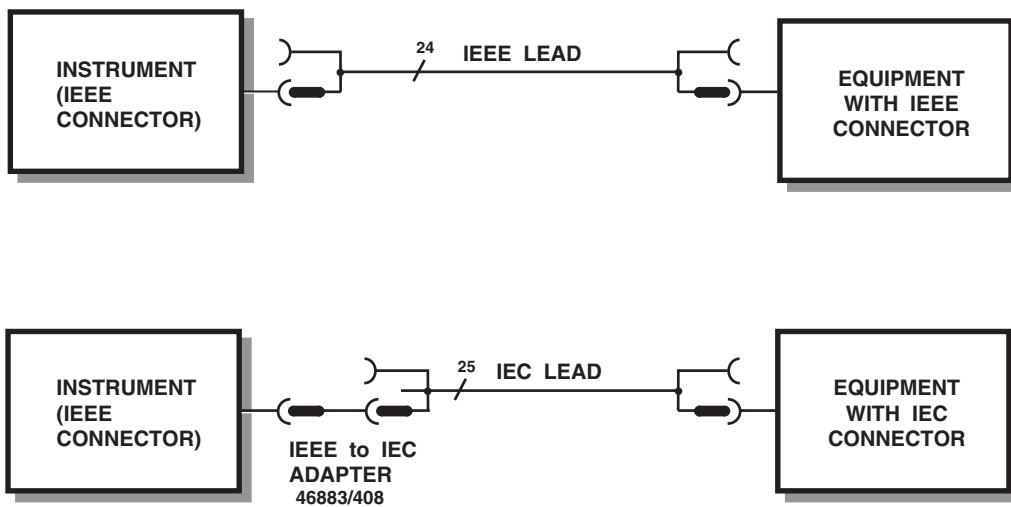 INSTRUMENT
(IEEE
CONNECTOR)
24
IEEE LEAD
EQUIPMENT
WITH IEEE
CONNECTOR
INSTRUMENT
(IEEE
CONNECTOR)
IEEE to IEC
ADAPTER
46883/408
25
IEC LEAD
EQUIPMENT
WITH IEC
CONNECTOR